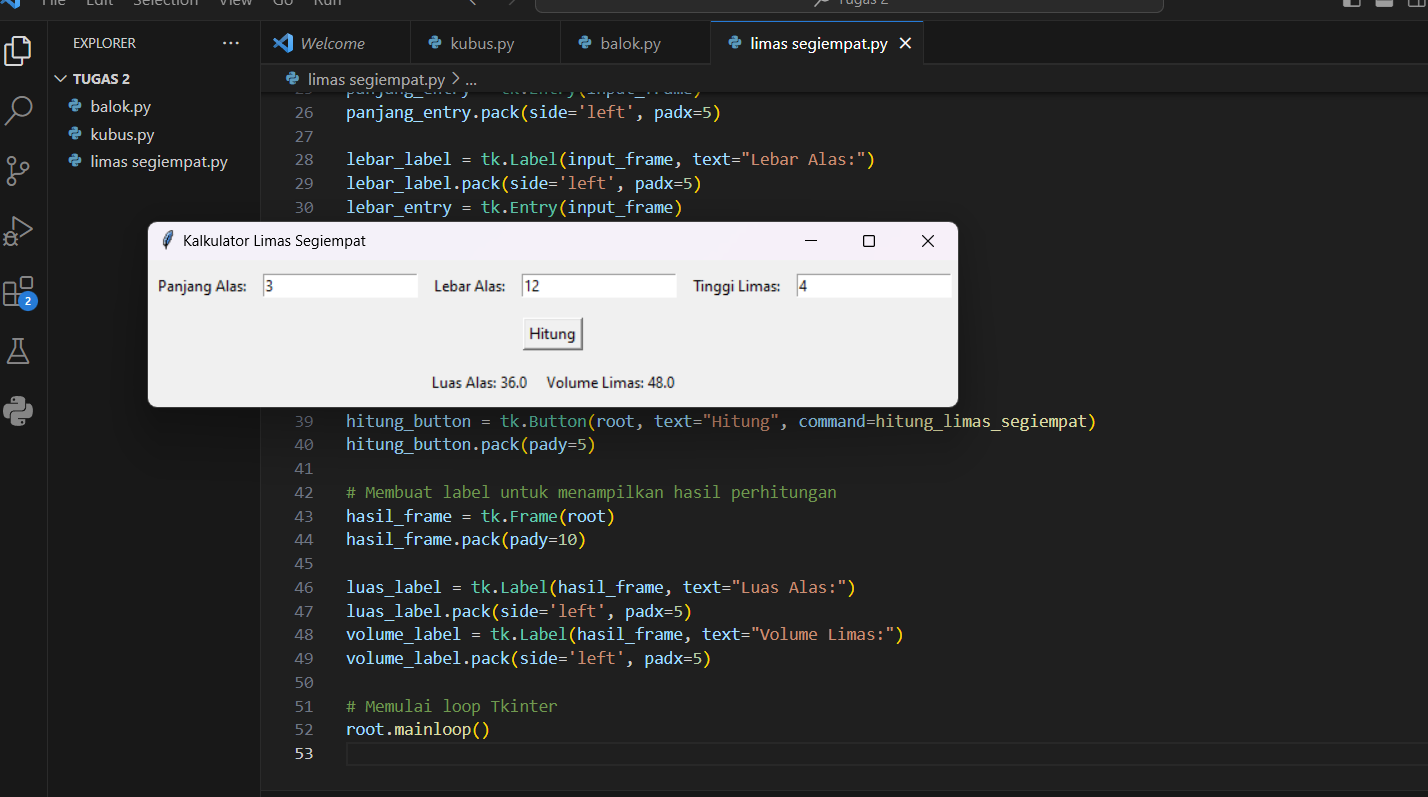 File Edit Selection View Go Run Tugas 2
EXPLORER
TUGAS 2
balok.py
kubus.py
limas segiempat.py
2
Welcome kubus.py balok.py limas segiempat.py
limas segiempat.py > ...
25 panjang_entry = tk.Entry(input_frame)
26 panjang_entry.pack(side='left', padx=5)
27
28 lebar_label = tk.Label(input_frame, text="Lebar Alas:")
29 lebar_label.pack(side='left', padx=5)
30 lebar_entry = tk.Entry(input_frame)
Kalkulator Limas Segiempat
Panjang Alas: 3 Lebar Alas: 12 Tinggi Limas: 4
Hitung
Luas Alas: 36.0 Volume Limas: 48.0
39 hitung_button = tk.Button(root, text="Hitung", command=hitung_limas_segiempat)
40 hitung_button.pack(pady=5)
41
42 # Membuat label untuk menampilkan hasil perhitungan
43 hasil_frame = tk.Frame(root)
44 hasil_frame.pack(pady=10)
45
46 luas_label = tk.Label(hasil_frame, text="Luas Alas:")
47 luas_label.pack(side='left', padx=5)
48 volume_label = tk.Label(hasil_frame, text="Volume Limas:")
49 volume_label.pack(side='left', padx=5)
50
51 # Memulai loop Tkinter
52 root.mainloop()
53